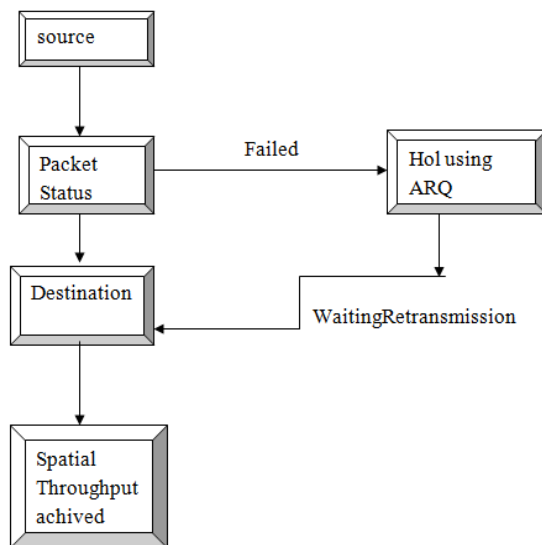 source
Failed
Packet
Status
Hol using
ARQ
Destination
WaitingRetransmission
Spatial
Throughput
achived